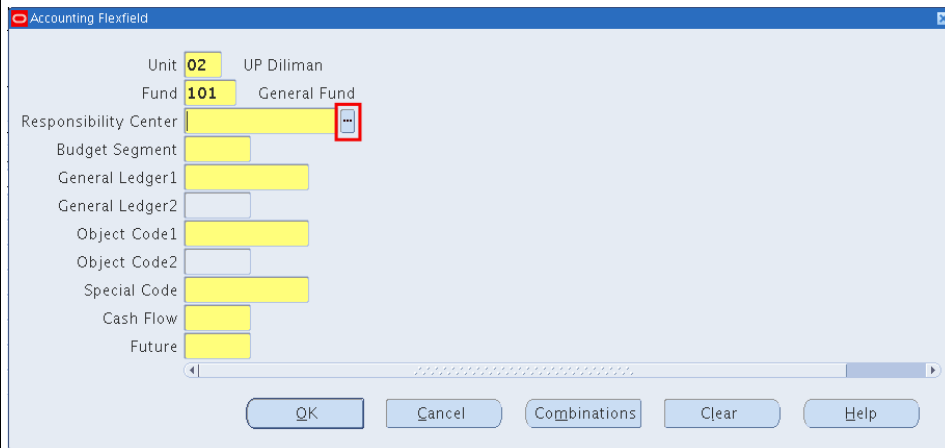 Accounting Flexfield
Unit 02 UP Diliman
Fund 101 General Fund
Responsibility Center ...
Budget Segment
General Ledger1
General Ledger2
Object Code1
Object Code2
Special Code
Cash Flow
Future
OK Cancel Combinations Clear Help